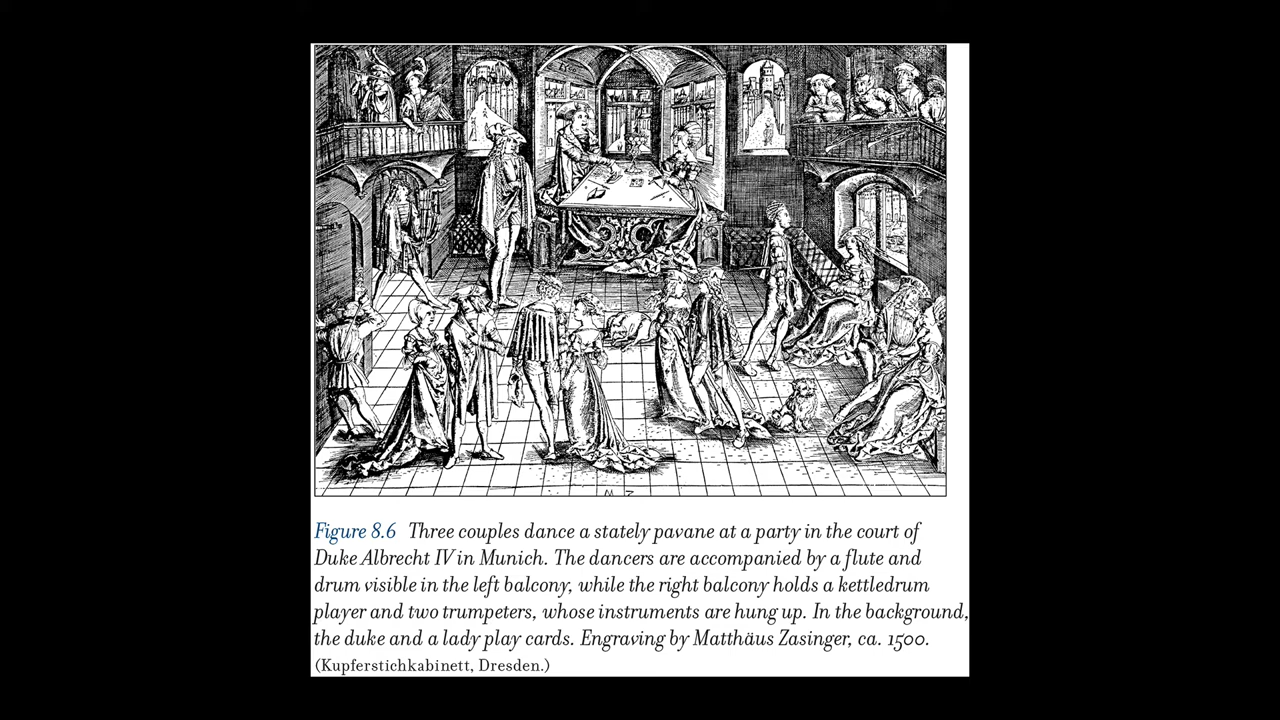 M Z
Figure 8.6 Three couples dance a stately pavane at a party in the court of
Duke Albrecht IV in Munich. The dancers are accompanied by a flute and
drum visible in the left balcony, while the right balcony holds a kettledrum
player and two trumpeters, whose instruments are hung up. In the background,
the duke and a lady play cards. Engraving by Matthäus Zasinger, ca. 1500.
(Kupferstichkabinett, Dresden.)